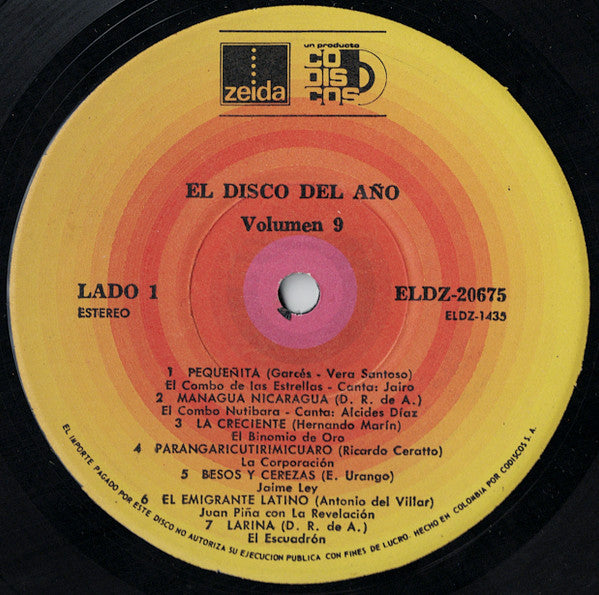 zeida
un producto
CO
DIS
COS
EL DISCO DEL AÑO
Volumen 9
LADO 1
ESTEREO
ELDZ-20675
ELDZ-1435
1 PEQUEÑITA (Garcés - Vera Santoso)
El Combo de las Estrellas - Canta: Jairo
2 MANAGUA NICARAGUA (D. R. de A.)
El Combo Nutibara - Canta: Alcides Díaz
3 LA CRECIENTE (Hernando Marín)
El Binomio de Oro
4 PARANGARICUTIRIMICUARO (Ricardo Ceratto)
La Corporación
5 BESOS Y CEREZAS (E. Urango)
Jaime Ley
6 EL EMIGRANTE LATINO (Antonio del Villar)
Juan Piña con La Revelación
7 LARINA (D. R. de A.)
El Escuadrón
EL IMPORTE PAGADO POR ESTE DISCO NO AUTORIZA SU EJECUCION PUBLICA CON FINES DE LUCRO. HECHO EN COLOMBIA POR CODISCOS S. A.